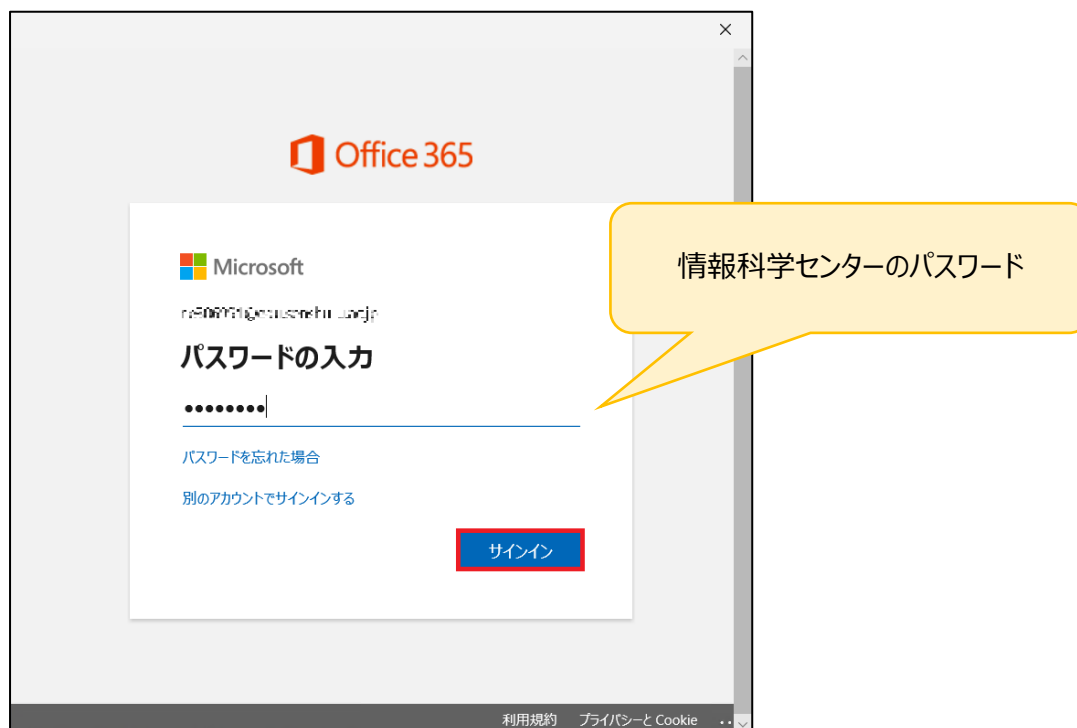 Office 365
Microsoft
情報科学センターのパスワード
パスワードの入力
パスワードを忘れた場合
別のアカウントでサインインする
サインイン
利用規約 プライバシーと Cookie